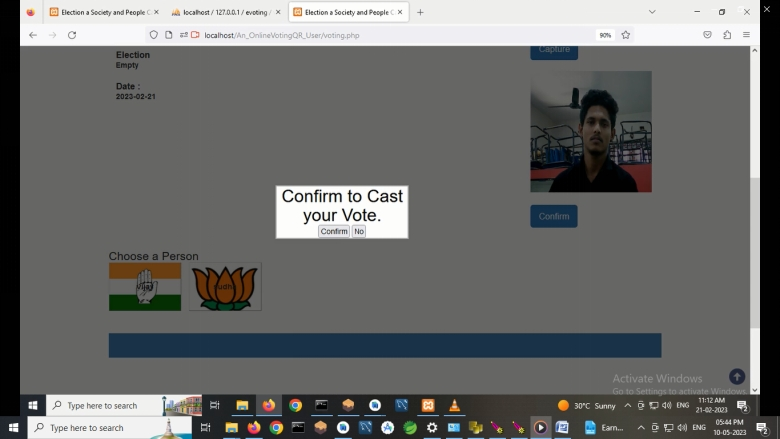 Election a Society and People C
localhost / 127.0.0.1 / evoting /
Election a Society and People C
localhost/An_OnlineVotingQR_User/voting.php
90%
Election
Empty
Date :
2023-02-21
Capture
Confirm to Cast
your Vote.
Confirm No
Confirm
Choose a Person
Activate Windows
Go to Settings to activate Windows.
Type here to search
30°C Sunny
ENG
11:12 AM
21-02-2023
2
Type here to search
Earn...
ENG
05:44 PM
10-05-2023
2